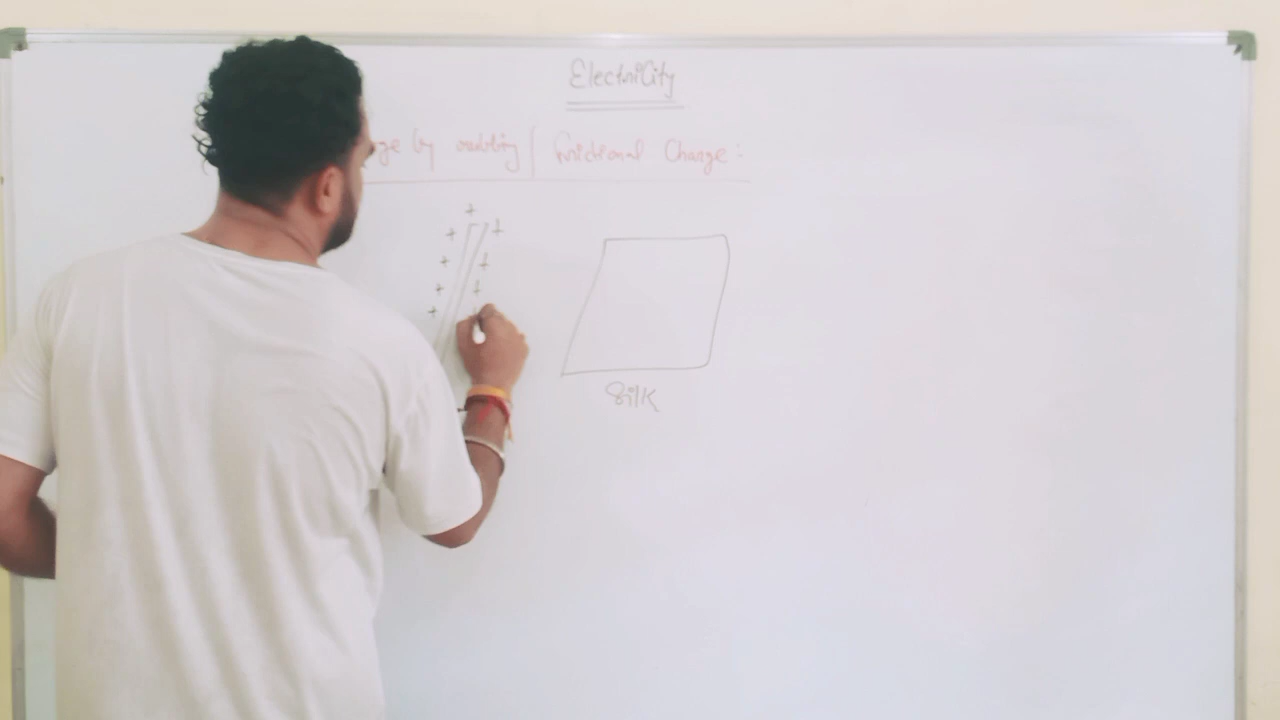 Electricity
ge by rubbing | frictional Charge :-
+
+ +
+ +
+ +
+
Silk